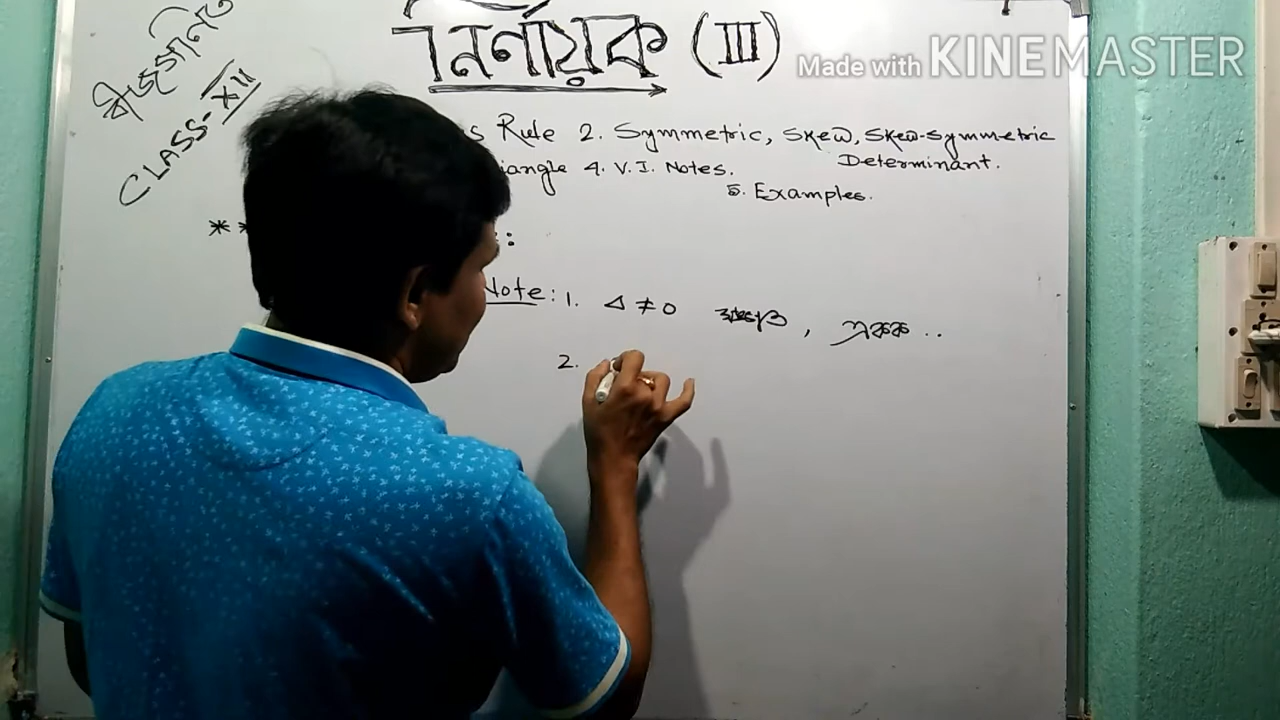 নির্ণায়ক (III)
Made with KINEMASTER
বীজগণিত
CLASS-XII
s Rule 2. Symmetric, Skew, Skew-symmetric
Determinant.
iangle 4. V.I. Notes.
5. Examples.
**
:
Note: 1. Δ ≠ 0
2.